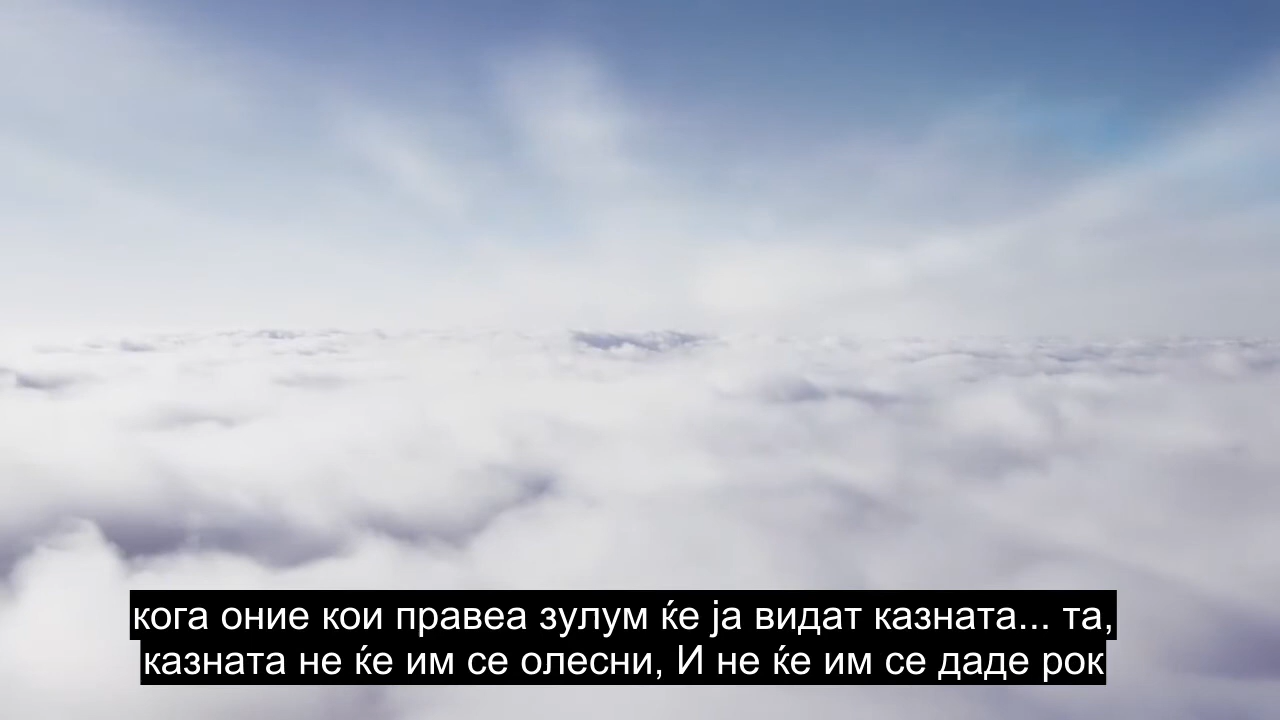 кога оние кои правеа зулум ќе ја видат казната... та,
казната не ќе им се олесни, И не ќе им се даде рок